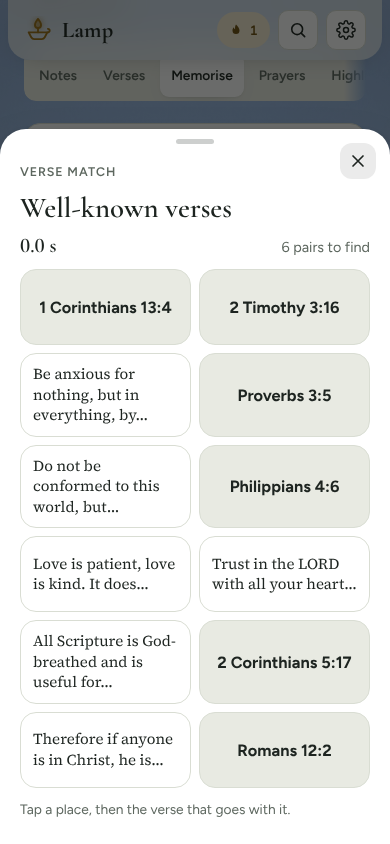 Lamp
1
Notes
Verses
Memorise
Prayers
High
VERSE MATCH
Well-known verses
0.0 s
6 pairs to find
1 Corinthians 13:4
2 Timothy 3:16
Be anxious for
nothing, but in
everything, by...
Proverbs 3:5
Do not be
conformed to this
world, but...
Philippians 4:6
Love is patient, love
is kind. It does...
Trust in the LORD
with all your heart...
All Scripture is God-
breathed and is
useful for...
2 Corinthians 5:17
Therefore if anyone
is in Christ, he is...
Romans 12:2
Tap a place, then the verse that goes with it.